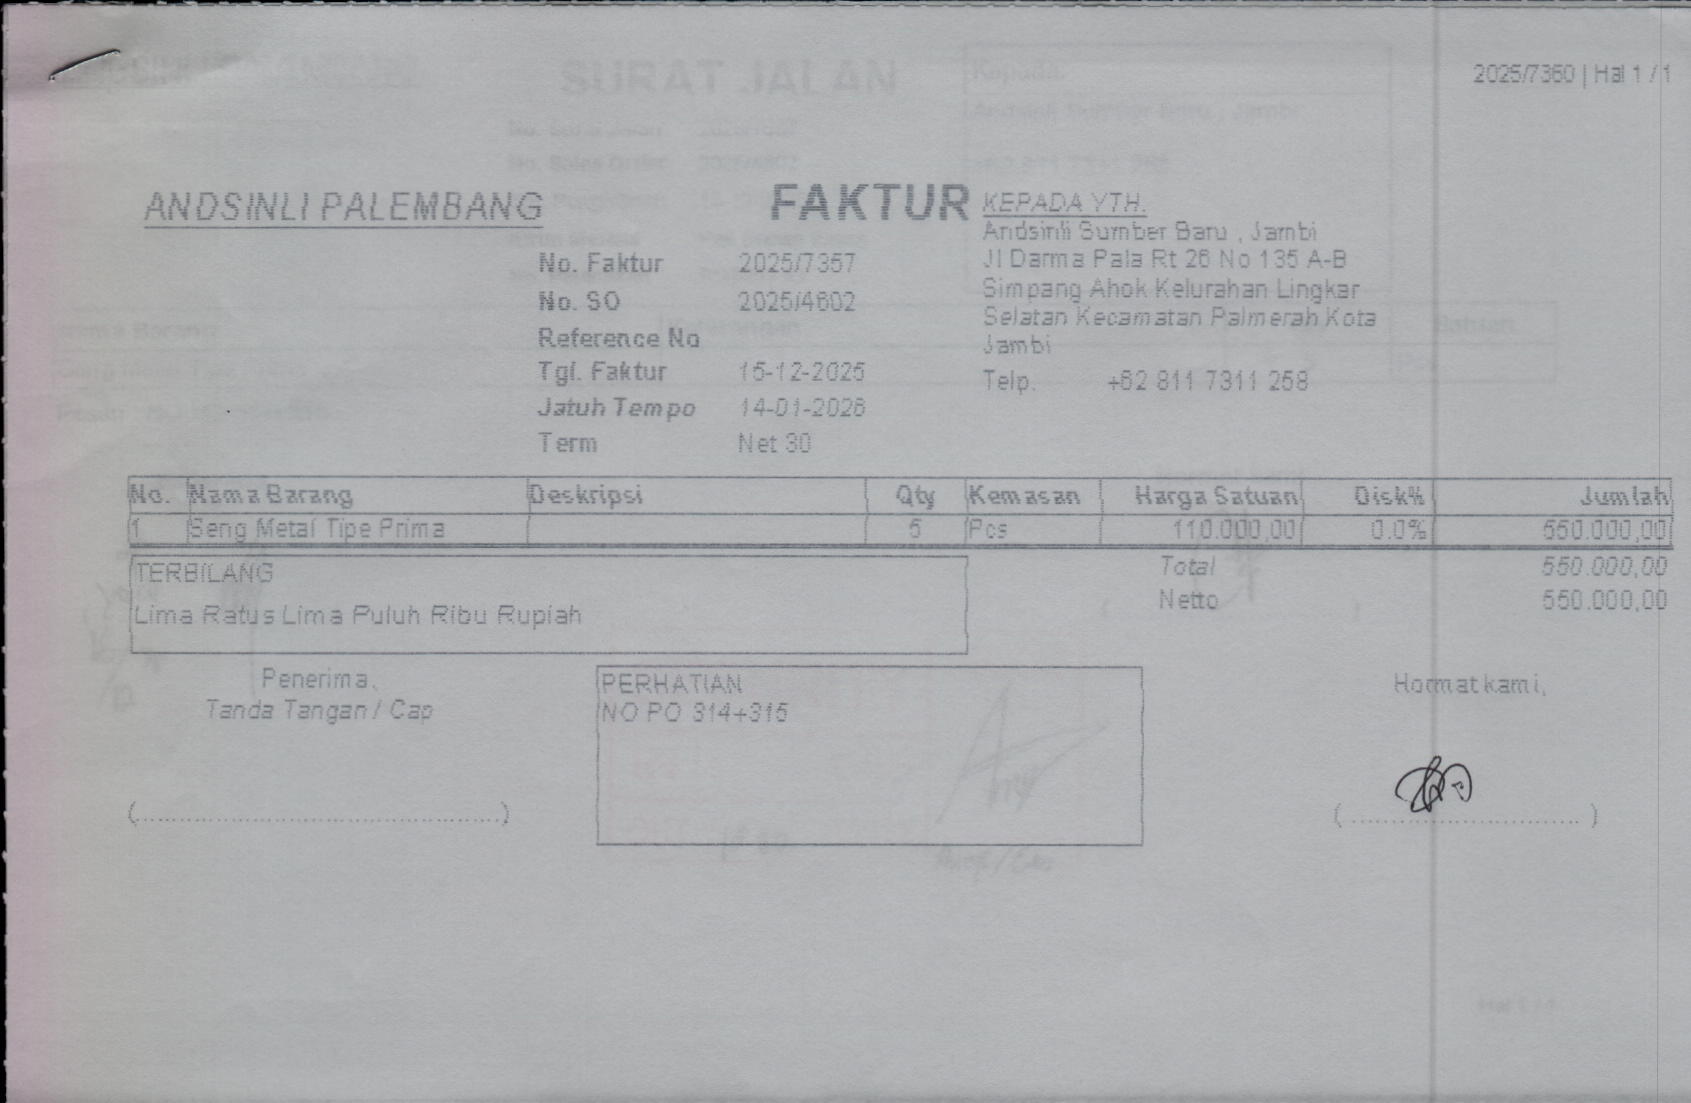 2025/7360 | Hal 1 / 1
SURAT JALAN
ANDSINLI PALEMBANG
FAKTUR
KEPADA YTH.
Andsinli Sumber Baru , Jambi
Jl Darma Pala Rt 26 No 135 A-B
Simpang Ahok Kelurahan Lingkar
Selatan Kecamatan Palmerah Kota
Jambi
Telp. +62 811 7311 258
No. Faktur 2025/7357
No. SO 2025/4602
Reference No
Tgl. Faktur 15-12-2025
Jatuh Tempo 14-01-2026
Term Net 30
No. Nama Barang Deskripsi Qty Kemasan Harga Satuan Disk% Jumlah
1 Seng Metal Tipe Prima 5 Pcs 110.000,00 0.0% 550.000,00
TERBILANG
Lima Ratus Lima Puluh Ribu Rupiah
Total 550.000,00
Netto 550.000,00
Penerima,
Tanda Tangan / Cap
PERHATIAN
NO PO 314+315
Hormat kami,
(..................................................)
( ............................... )